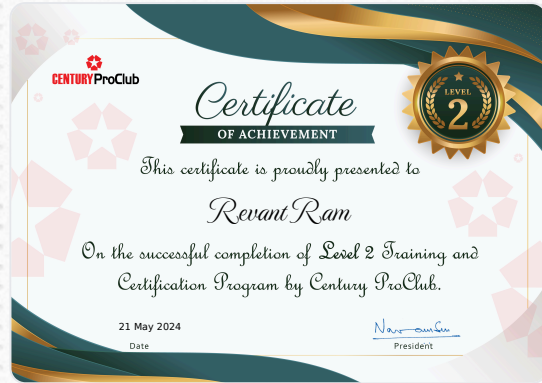 CENTURY ProClub
Certificate
OF ACHIEVEMENT
LEVEL
2
This certificate is proudly presented to
Revant Ram
On the successful completion of Level 2 Training and
Certification Program by Century ProClub.
21 May 2024
Date
President